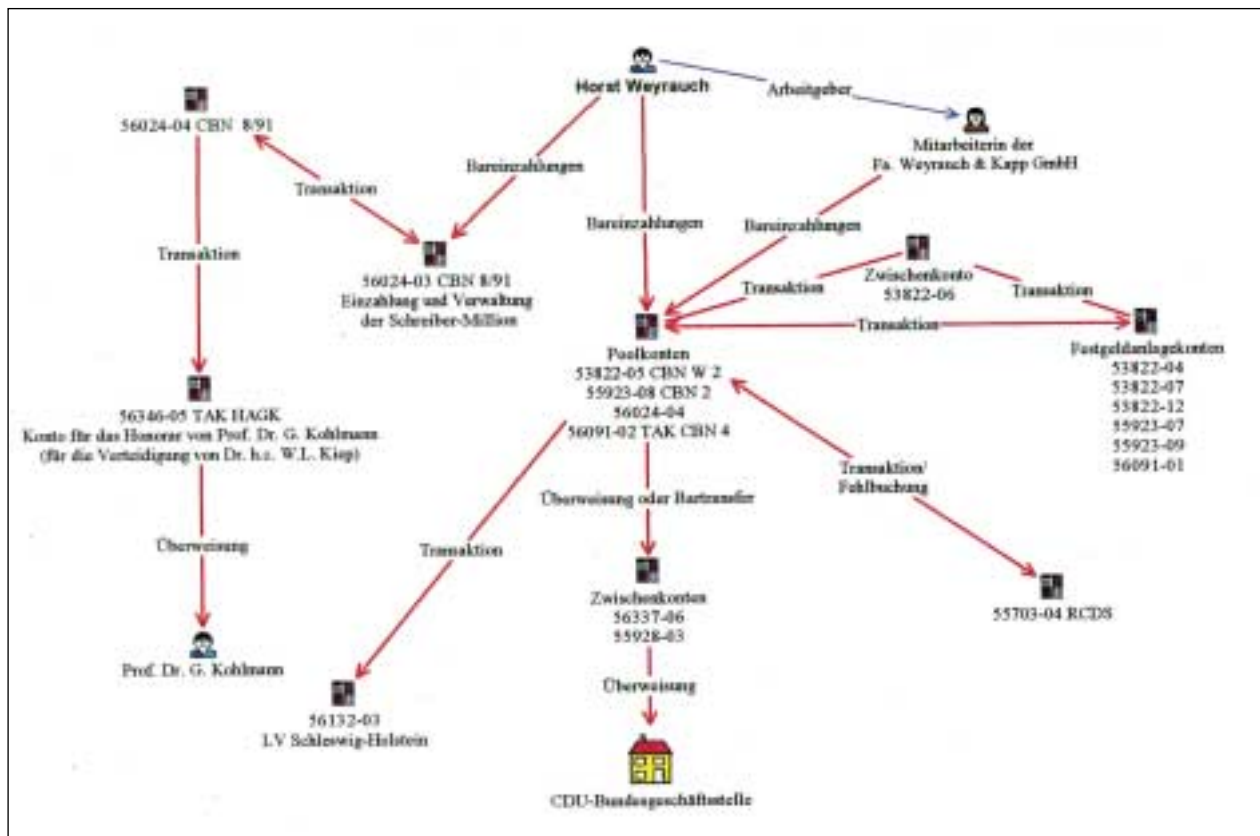 Horst Weyrauch
Arbeitgeber
56024-04 CBN 8/91
Mitarbeiterin der
Fa. Weyrauch & Kapp GmbH
Bareinzahlungen
Transaktion
Bareinzahlungen
Bareinzahlungen
Transaktion
56024-03 CBN 8/91
Einzahlung und Verwaltung
der Schreiber-Million
Zwischenkonto
53822-06
Transaktion
Transaktion
Transaktion
Poolkonten
53822-05 CBN W 2
55923-08 CBN 2
56024-04
56091-02 TAK CBN 4
Festgeldanlagekonten
53822-04
53822-07
53822-12
55923-07
55923-09
56091-01
56346-05 TAK HAGK
Konto für das Honorar von Prof. Dr. G. Kohlmann
(für die Verteidigung von Dr. h.c. W.L. Kiep)
Transaktion/
Fehlbuchung
Überweisung oder Bartransfer
Überweisung
Transaktion
Zwischenkonten
56337-06
55928-03
55703-04 RCDS
Prof. Dr. G. Kohlmann
Überweisung
56132-03
LV Schleswig-Holstein
CDU-Bundesgeschäftsstelle